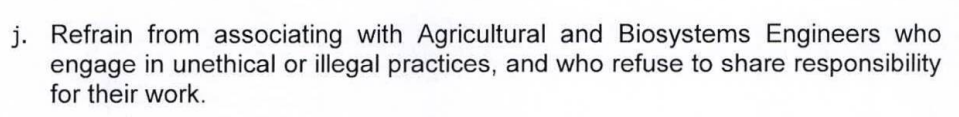 j. Refrain from associating with Agricultural and Biosystems Engineers who
engage in unethical or illegal practices, and who refuse to share responsibility
for their work.